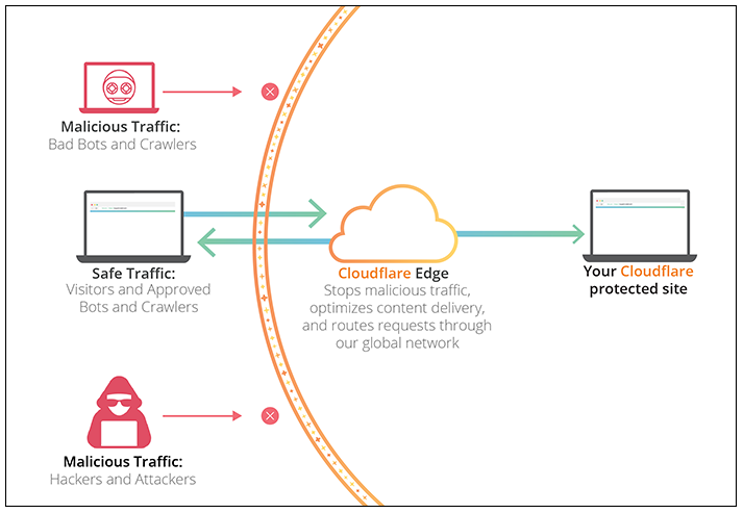 Malicious Traffic:
Bad Bots and Crawlers
Safe Traffic:
Visitors and Approved
Bots and Crawlers
Cloudflare Edge
Stops malicious traffic,
optimizes content delivery,
and routes requests through
our global network
Your Cloudflare
protected site
Malicious Traffic:
Hackers and Attackers